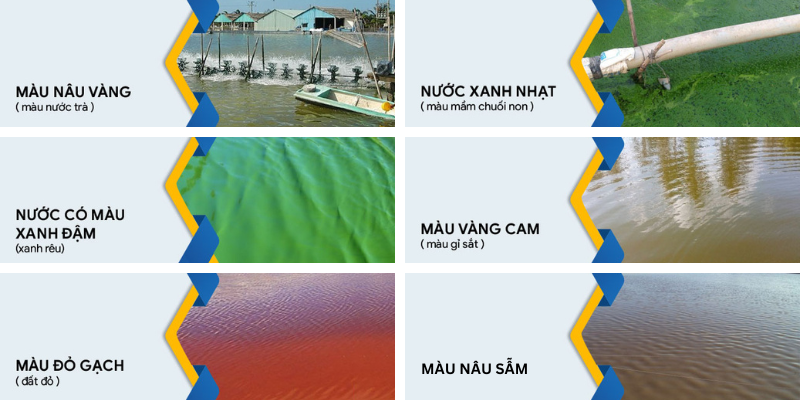 MÀU NÂU VÀNG
( màu nước trà )
NƯỚC XANH NHẠT
( màu mầm chuối non )
NƯỚC CÓ MÀU
XANH ĐẬM
(xanh rêu)
MÀU VÀNG CAM
( màu gỉ sắt )
MÀU ĐỎ GẠCH
( đất đỏ )
MÀU NÂU SẪM